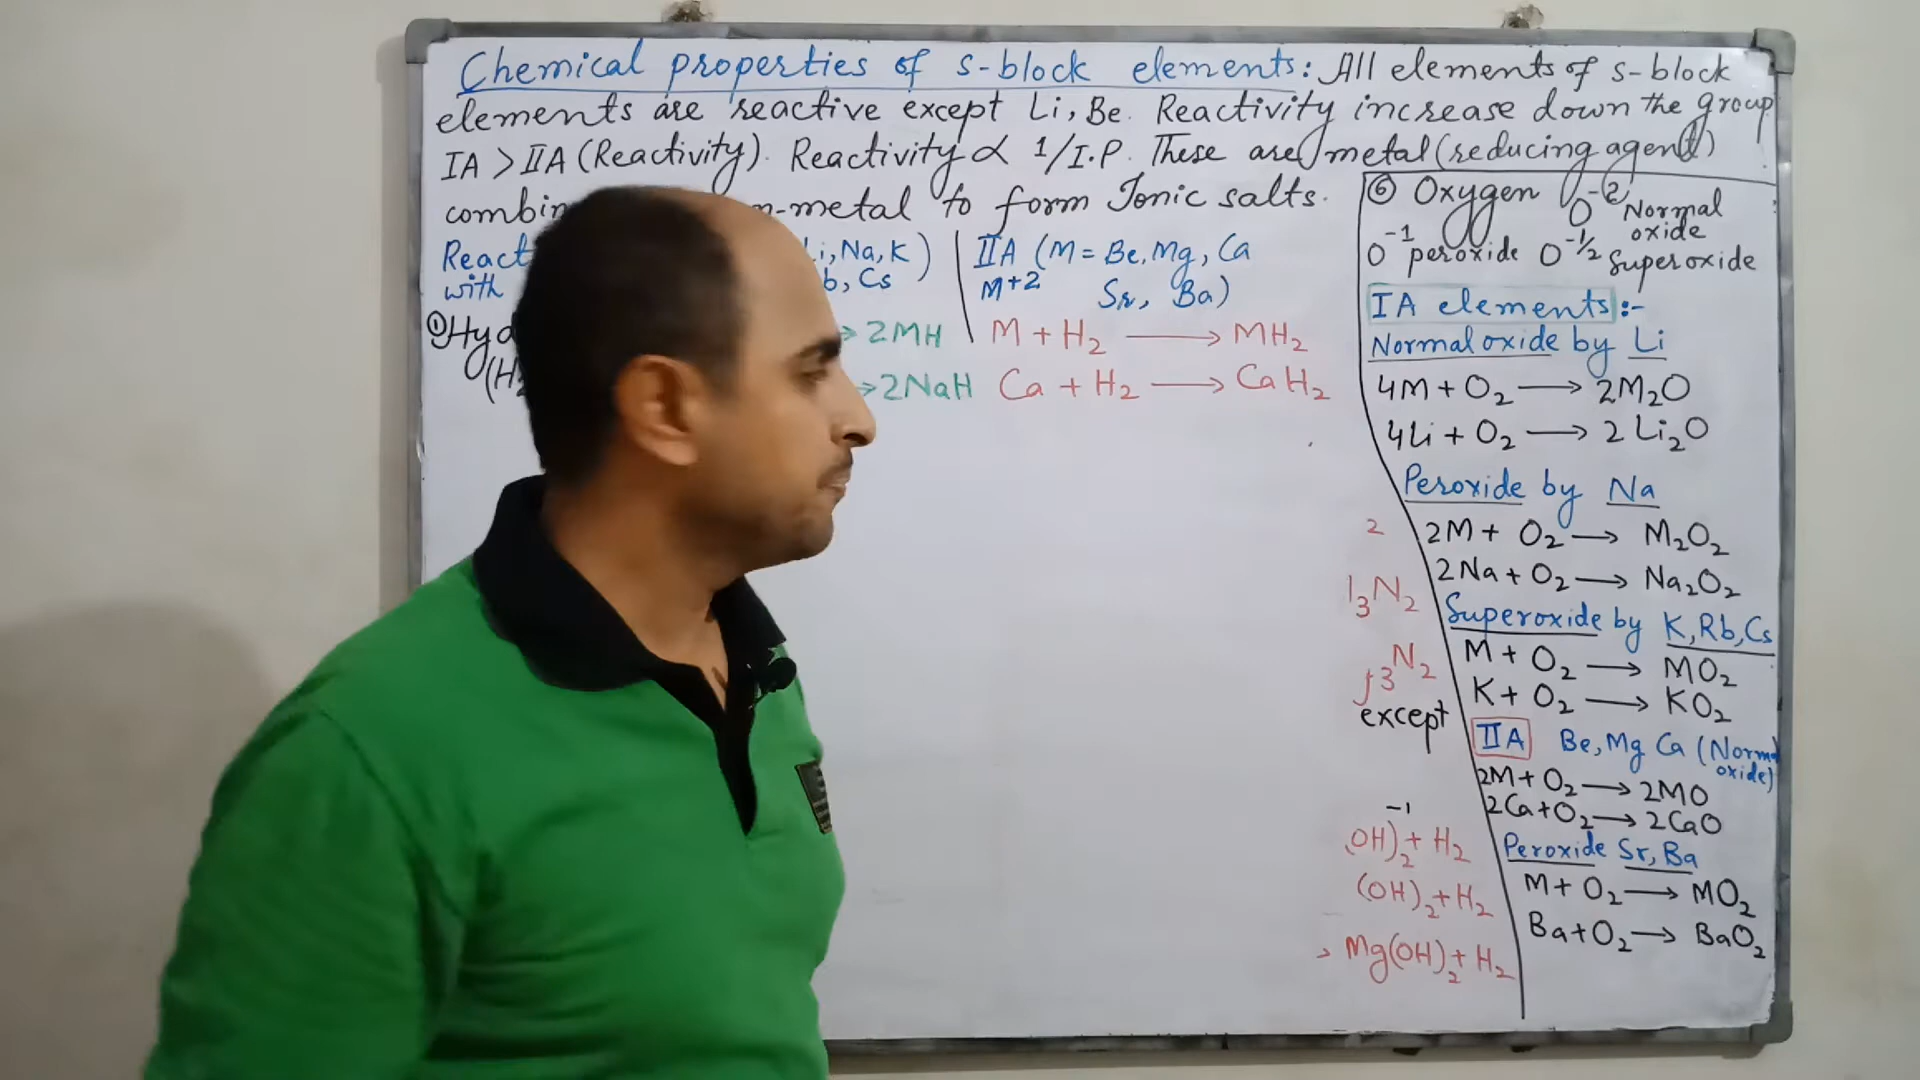 Chemical properties of s-block elements: All elements of s-block
elements are reactive except Li, Be. Reactivity increase down the group
IA > IIA (Reactivity). Reactivity ∝ 1/I.P. These are metal (reducing agent)
combin n-metal to form Ionic salts.
React i, Na, K) IIA (M = Be, Mg, Ca
with b, Cs M+2 Sr, Ba)
① Hyd → 2MH M + H2 → MH2
(H → 2NaH Ca + H2 → CaH2
2
3N2
3N2
except
-1
OH)2 + H2
(OH)2 + H2
Mg(OH)2 + H2
⑥ Oxygen O-2 Normal
oxide
O-1 peroxide O-1/2 Superoxide
IA elements:-
Normal oxide by Li
4M + O2 → 2M2O
4Li + O2 → 2Li2O
Peroxide by Na
2M + O2 → M2O2
2Na + O2 → Na2O2
Superoxide by K, Rb, Cs
M + O2 → MO2
K + O2 → KO2
IIA Be, Mg Ca (Norma
oxide)
2M + O2 → 2MO
2Ca + O2 → 2CaO
Peroxide Sr, Ba
M + O2 → MO2
Ba + O2 → BaO2